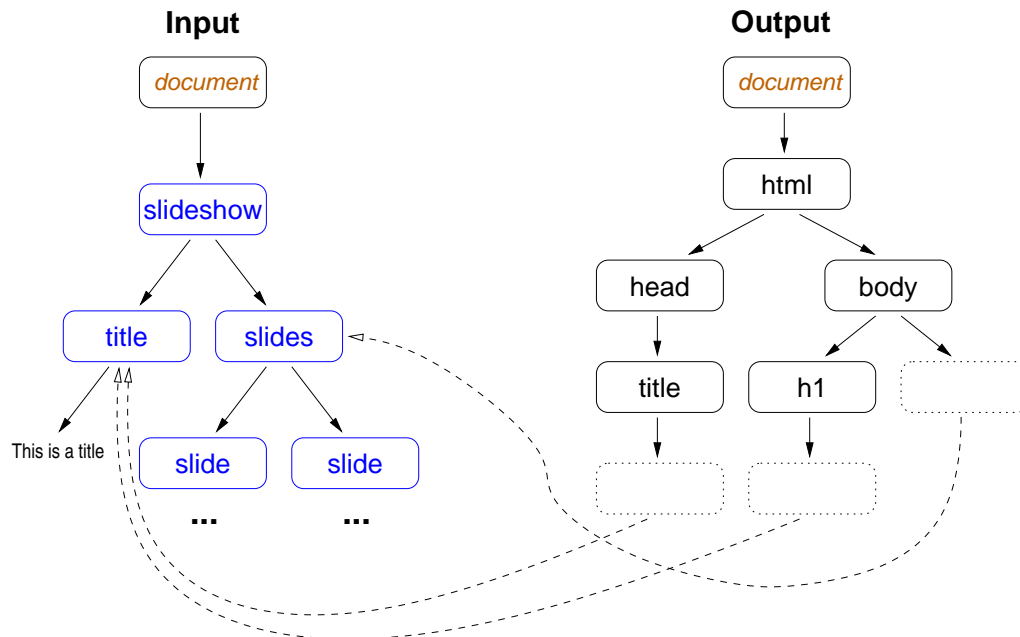 Input
Output
document
document
html
slideshow
head
body
title
slides
title
h1
This is a title
slide
slide
...
...